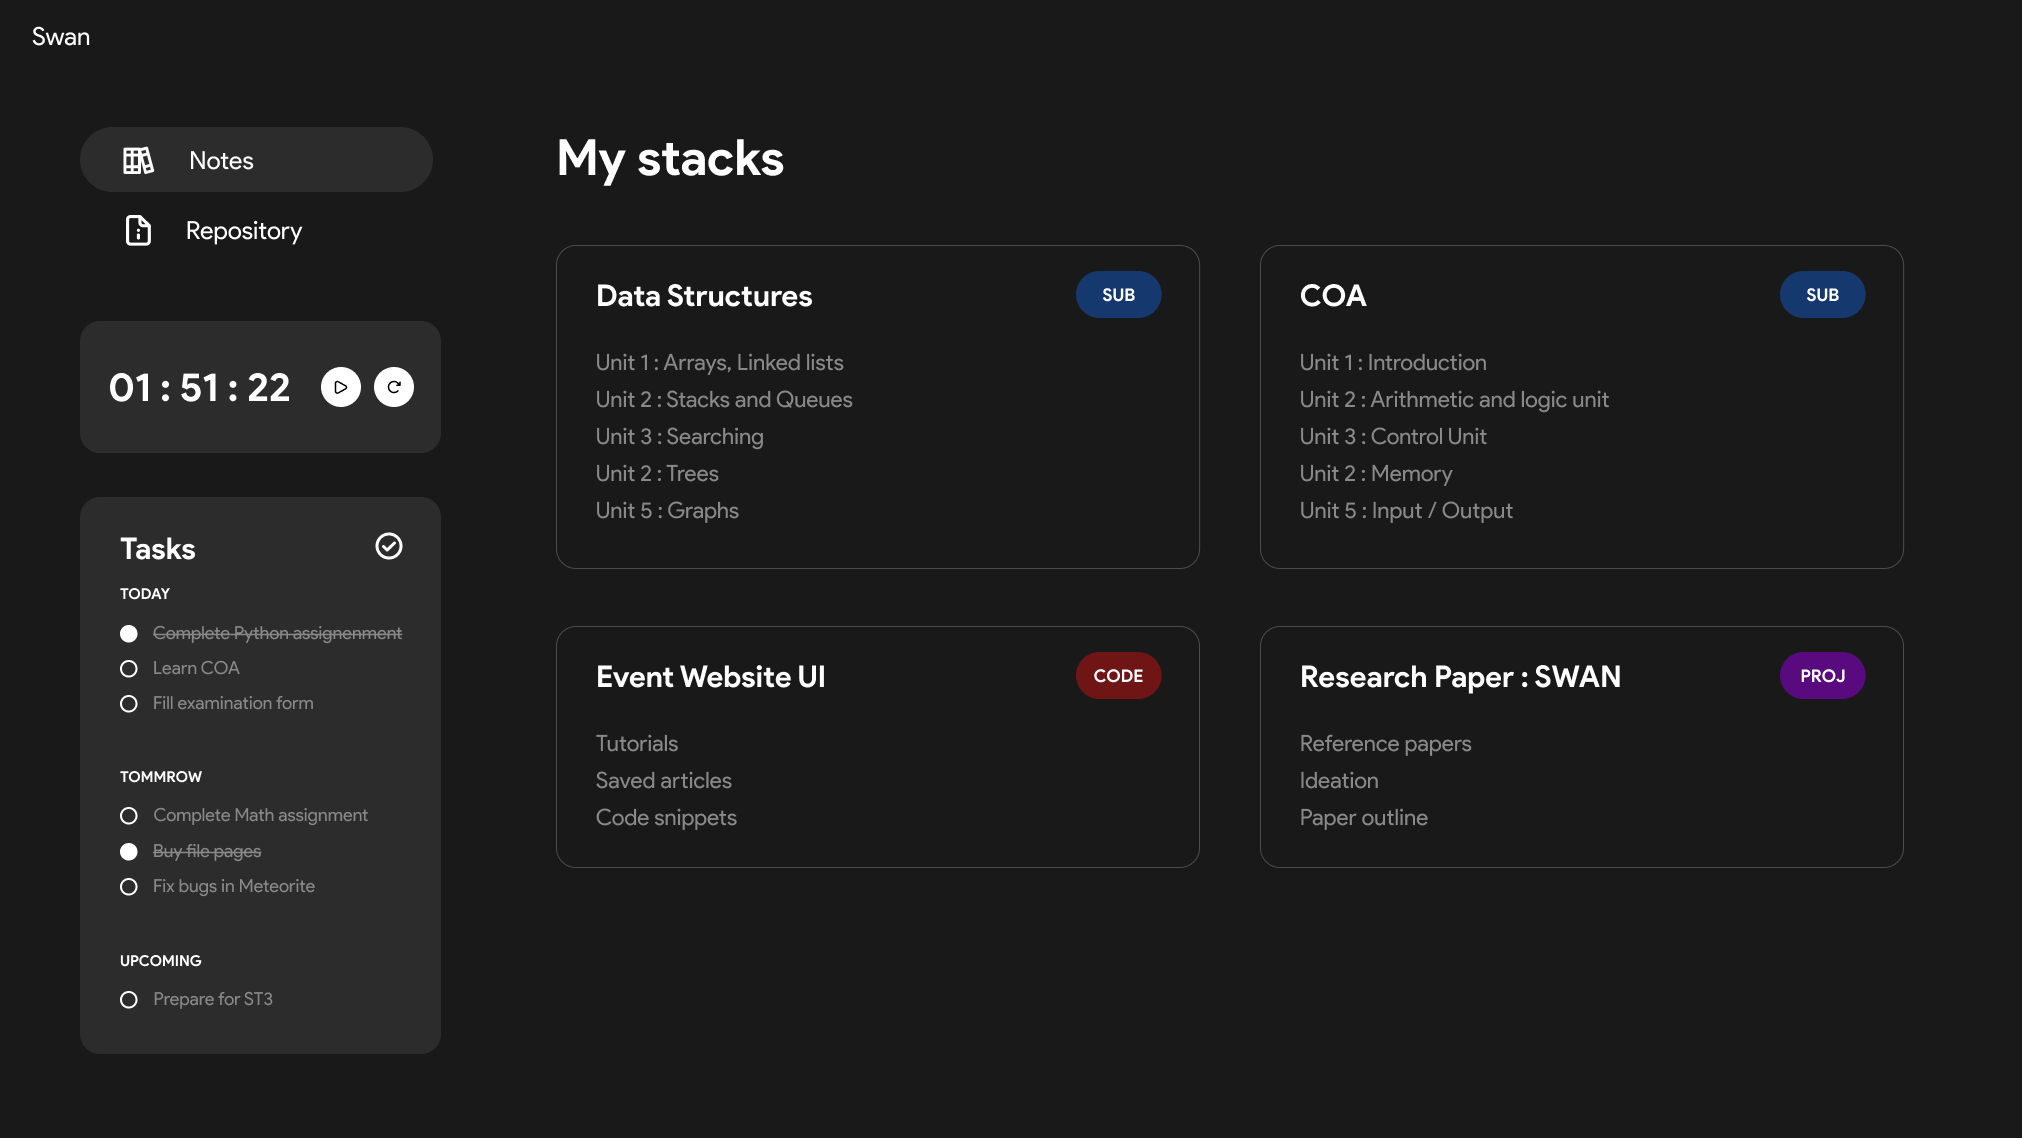 Swan
Notes
Repository
01 : 51 : 22
Tasks
TODAY
Complete Python assignenment
Learn COA
Fill examination form
TOMMROW
Complete Math assignment
Buy file pages
Fix bugs in Meteorite
UPCOMING
Prepare for ST3
My stacks
Data Structures
SUB
Unit 1 : Arrays, Linked lists
Unit 2 : Stacks and Queues
Unit 3 : Searching
Unit 2 : Trees
Unit 5 : Graphs
COA
SUB
Unit 1 : Introduction
Unit 2 : Arithmetic and logic unit
Unit 3 : Control Unit
Unit 2 : Memory
Unit 5 : Input / Output
Event Website UI
CODE
Tutorials
Saved articles
Code snippets
Research Paper : SWAN
PROJ
Reference papers
Ideation
Paper outline